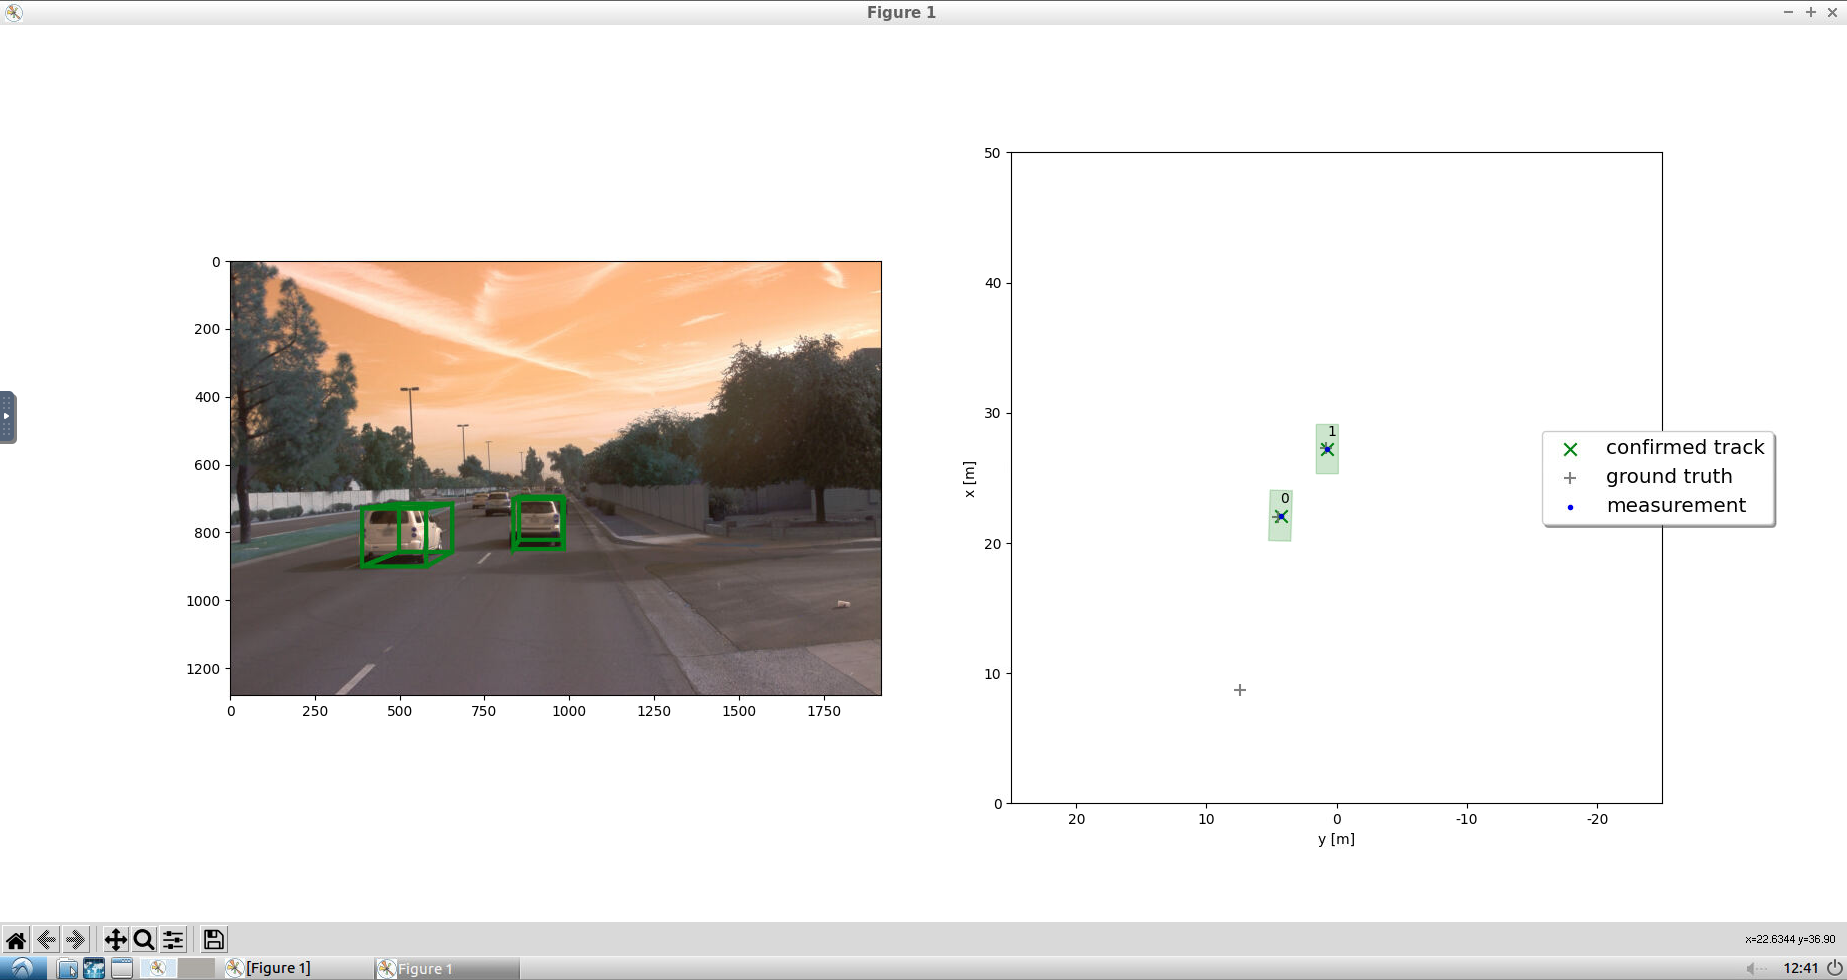 Figure 1
0
200
400
600
800
1000
1200
0 250 500 750 1000 1250 1500 1750
50
40
30
20
10
0
x [m]
1
0
confirmed track
ground truth
measurement
20 10 0 -10 -20
y [m]
x=22.6344 y=36.90
[Figure 1]
Figure 1
12:41